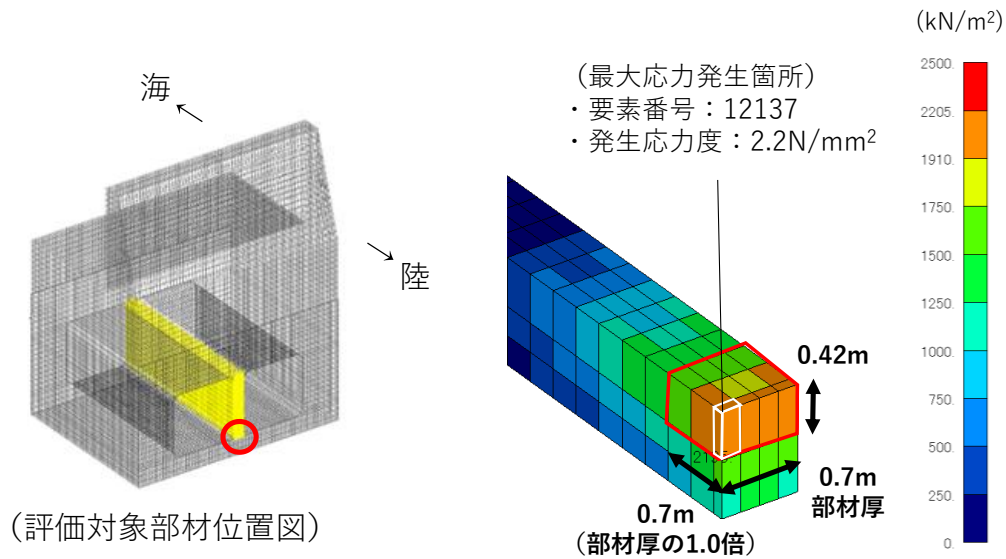 海
陸
(評価対象部材位置図)
(最大応力発生箇所)
・要素番号：12137
・発生応力度：2.2N/mm²
0.42m
0.7m
部材厚
0.7m
(部材厚の1.0倍)
(kN/m²)
2500.
2205.
1910.
1750.
1500.
1250.
1000.
500.
250.
0.